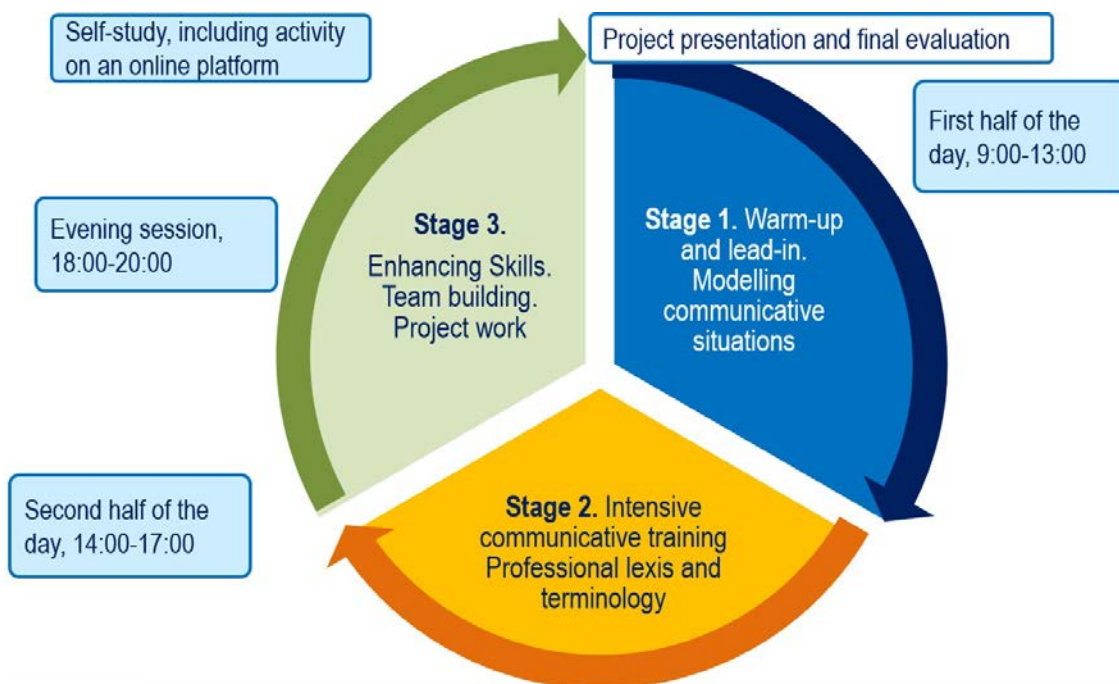 Self-study, including activity
on an online platform
Project presentation and final evaluation
First half of the
day, 9:00-13:00
Evening session,
18:00-20:00
Stage 3.
Enhancing Skills.
Team building.
Project work
Stage 1. Warm-up
and lead-in.
Modelling
communicative
situations
Second half of the
day, 14:00-17:00
Stage 2. Intensive
communicative training
Professional lexis and
terminology